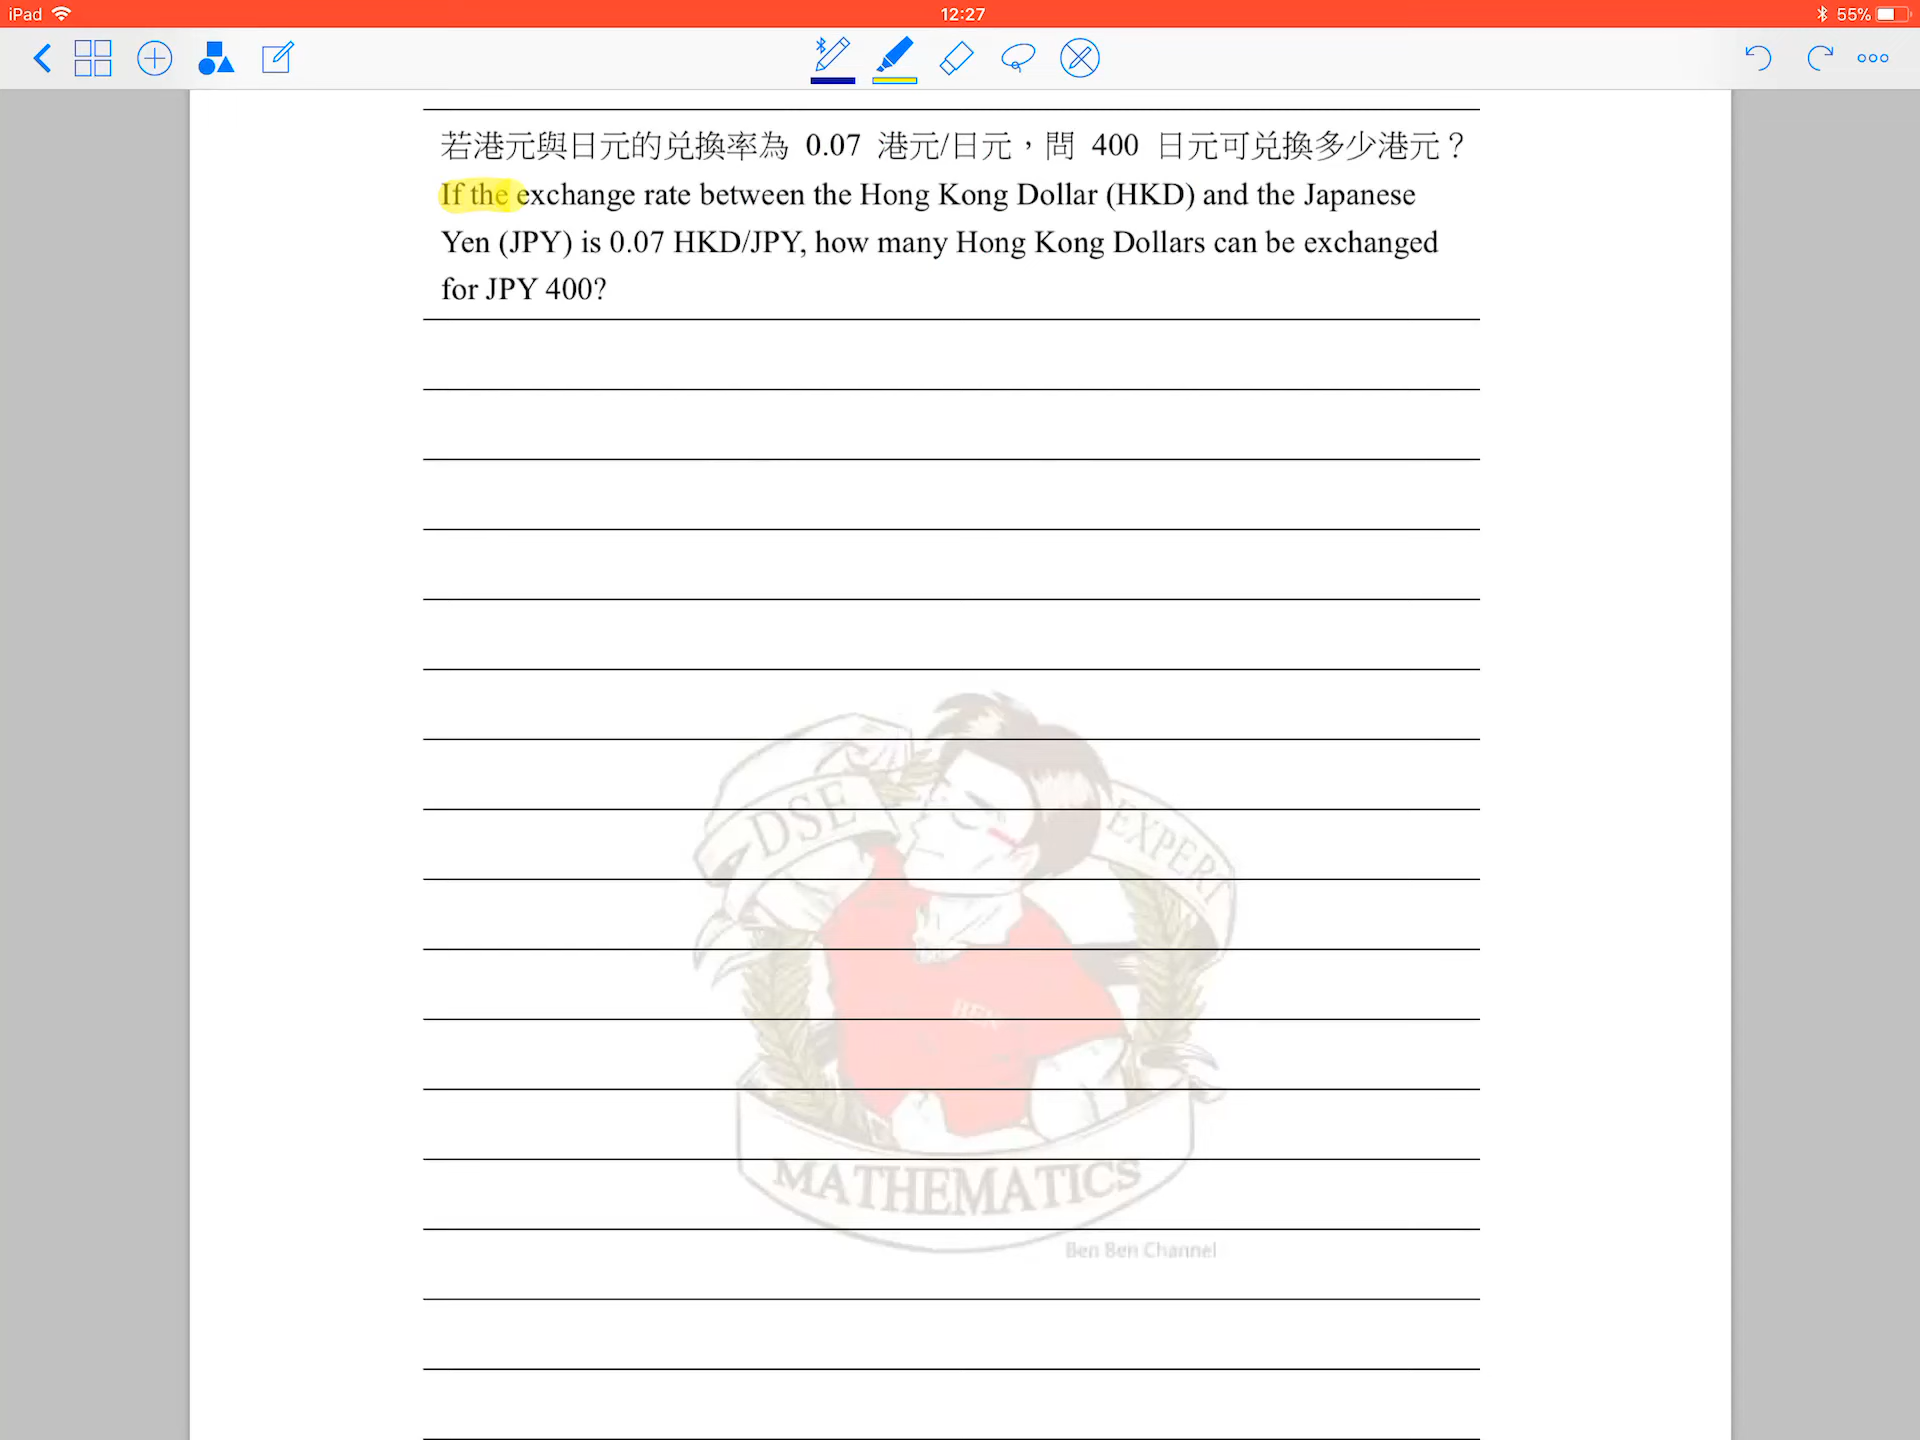 iPad
12:27
55%
若港元與日元的兌換率為 0.07 港元/日元，問 400 日元可兌換多少港元？
If the exchange rate between the Hong Kong Dollar (HKD) and the Japanese
Yen (JPY) is 0.07 HKD/JPY, how many Hong Kong Dollars can be exchanged
for JPY 400?
DSE
EXPERT
BEN
MATHEMATICS
Ben Ben Channel